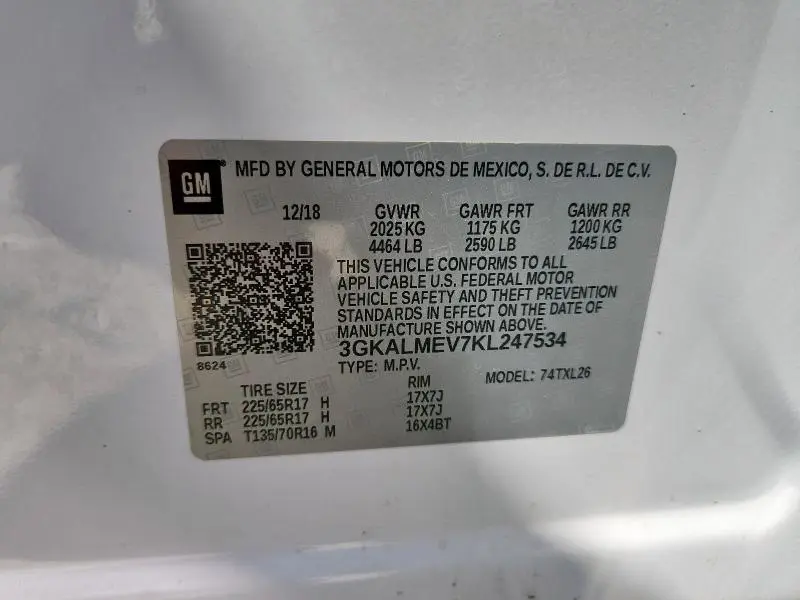 GM MFD BY GENERAL MOTORS DE MEXICO, S. DE R.L. DE C.V.
12/18 GVWR GAWR FRT GAWR RR
2025 KG 1175 KG 1200 KG
4464 LB 2590 LB 2645 LB
THIS VEHICLE CONFORMS TO ALL
APPLICABLE U.S. FEDERAL MOTOR
VEHICLE SAFETY AND THEFT PREVENTION
STANDARDS IN EFFECT ON THE DATE OF
MANUFACTURE SHOWN ABOVE.
3GKALMEV7KL247534
8624 TYPE: M.P.V. MODEL: 74TXL26
TIRE SIZE RIM
FRT 225/65R17 H 17X7J
RR 225/65R17 H 17X7J
SPA T135/70R16 M 16X4BT